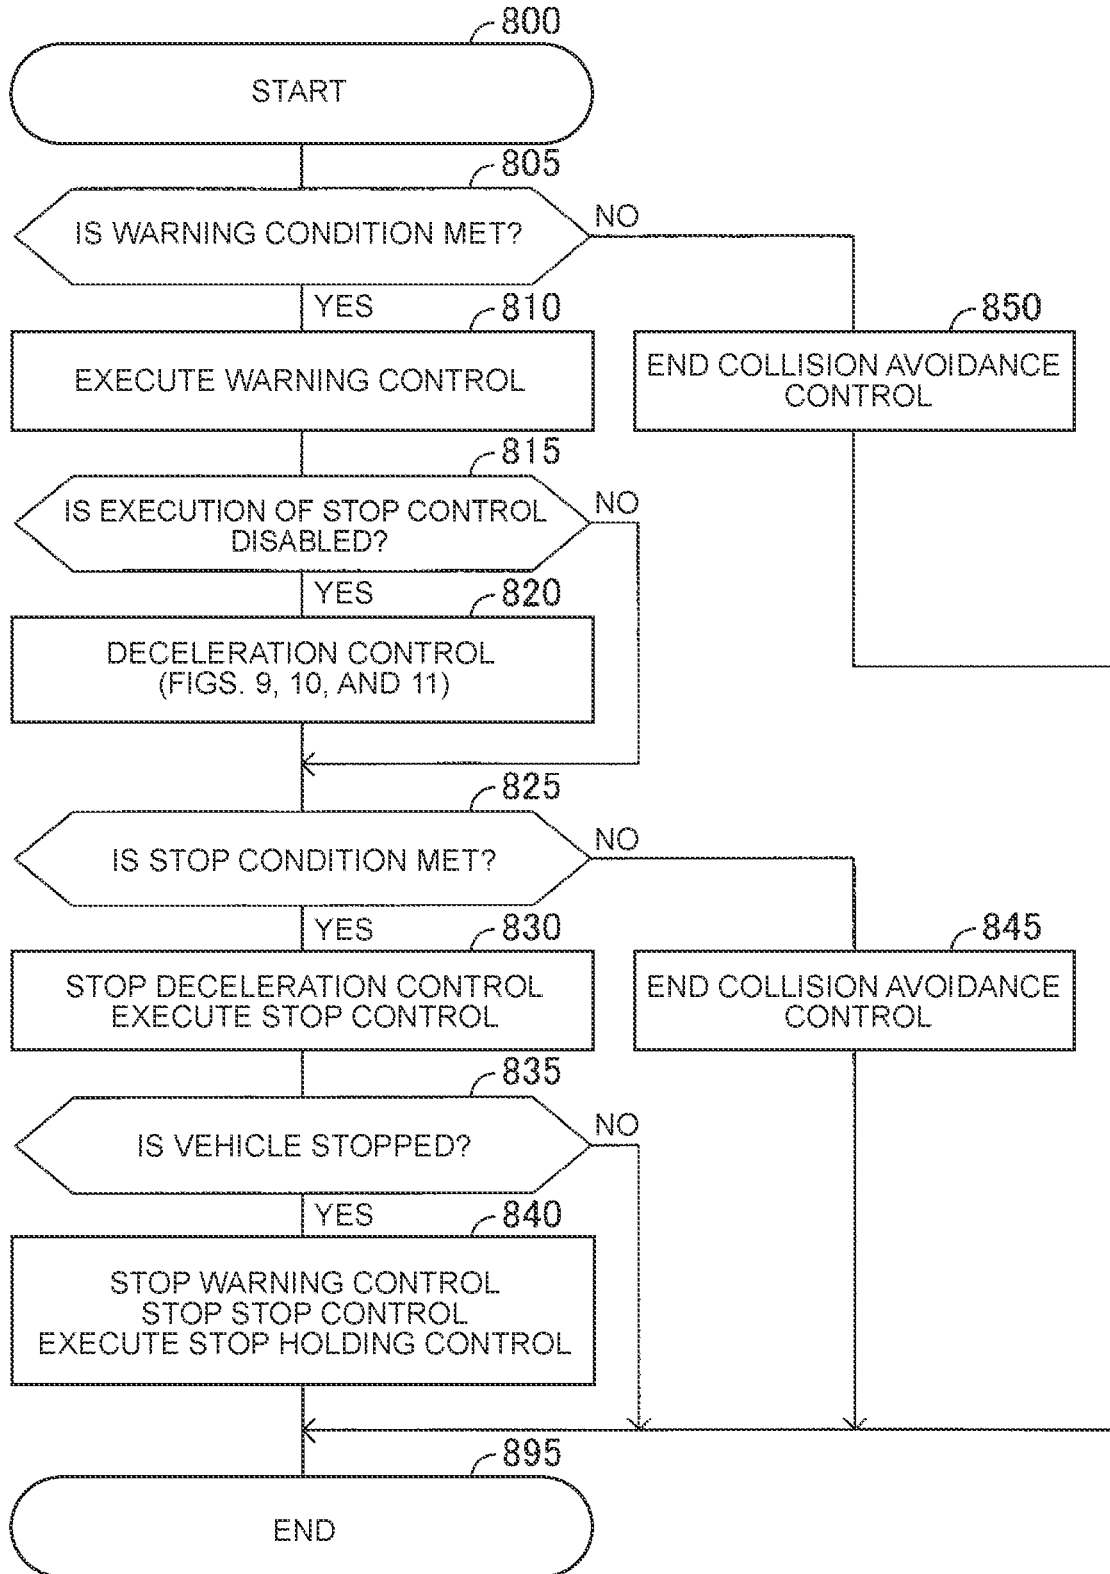 800
START
805
IS WARNING CONDITION MET?
NO
YES
810
EXECUTE WARNING CONTROL
850
END COLLISION AVOIDANCE
CONTROL
815
IS EXECUTION OF STOP CONTROL
DISABLED?
NO
YES
820
DECELERATION CONTROL
(FIGS. 9, 10, AND 11)
825
IS STOP CONDITION MET?
NO
YES
830
STOP DECELERATION CONTROL
EXECUTE STOP CONTROL
845
END COLLISION AVOIDANCE
CONTROL
835
IS VEHICLE STOPPED?
NO
YES
840
STOP WARNING CONTROL
STOP STOP CONTROL
EXECUTE STOP HOLDING CONTROL
895
END